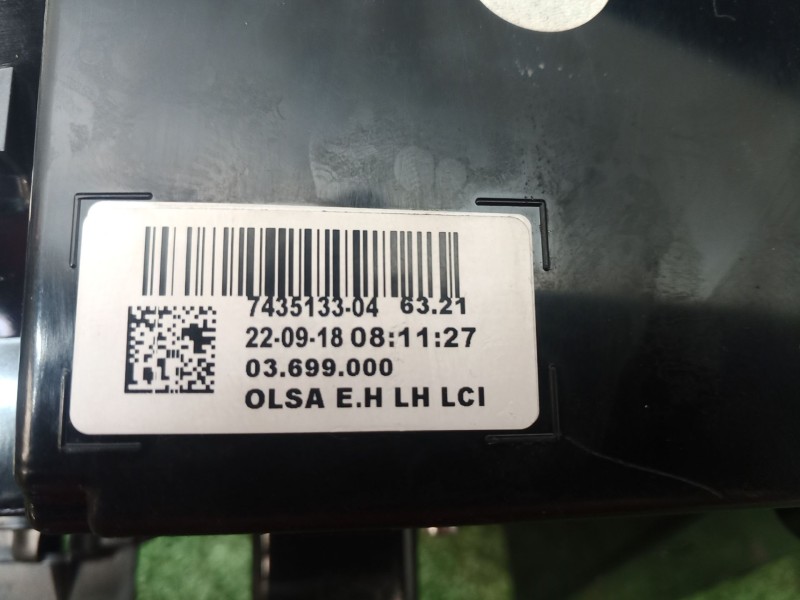 7435133-04 63.21
22-09-18 08:11:27
03.699.000
OLSA E.H LH LCI